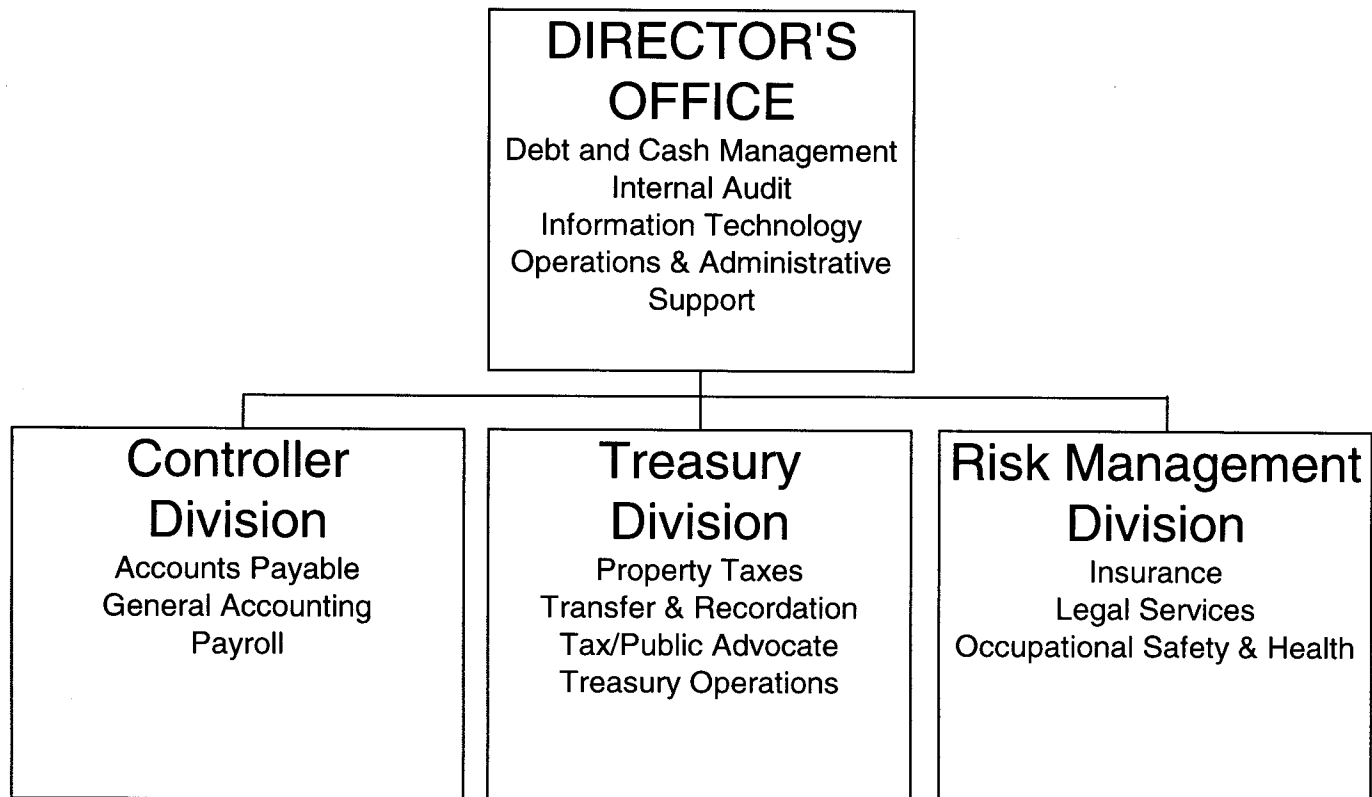 DIRECTOR'S
OFFICE
Debt and Cash Management
Internal Audit
Information Technology
Operations & Administrative
Support
Controller
Division
Accounts Payable
General Accounting
Payroll
Treasury
Division
Property Taxes
Transfer & Recordation
Tax/Public Advocate
Treasury Operations
Risk Management
Division
Insurance
Legal Services
Occupational Safety & Health